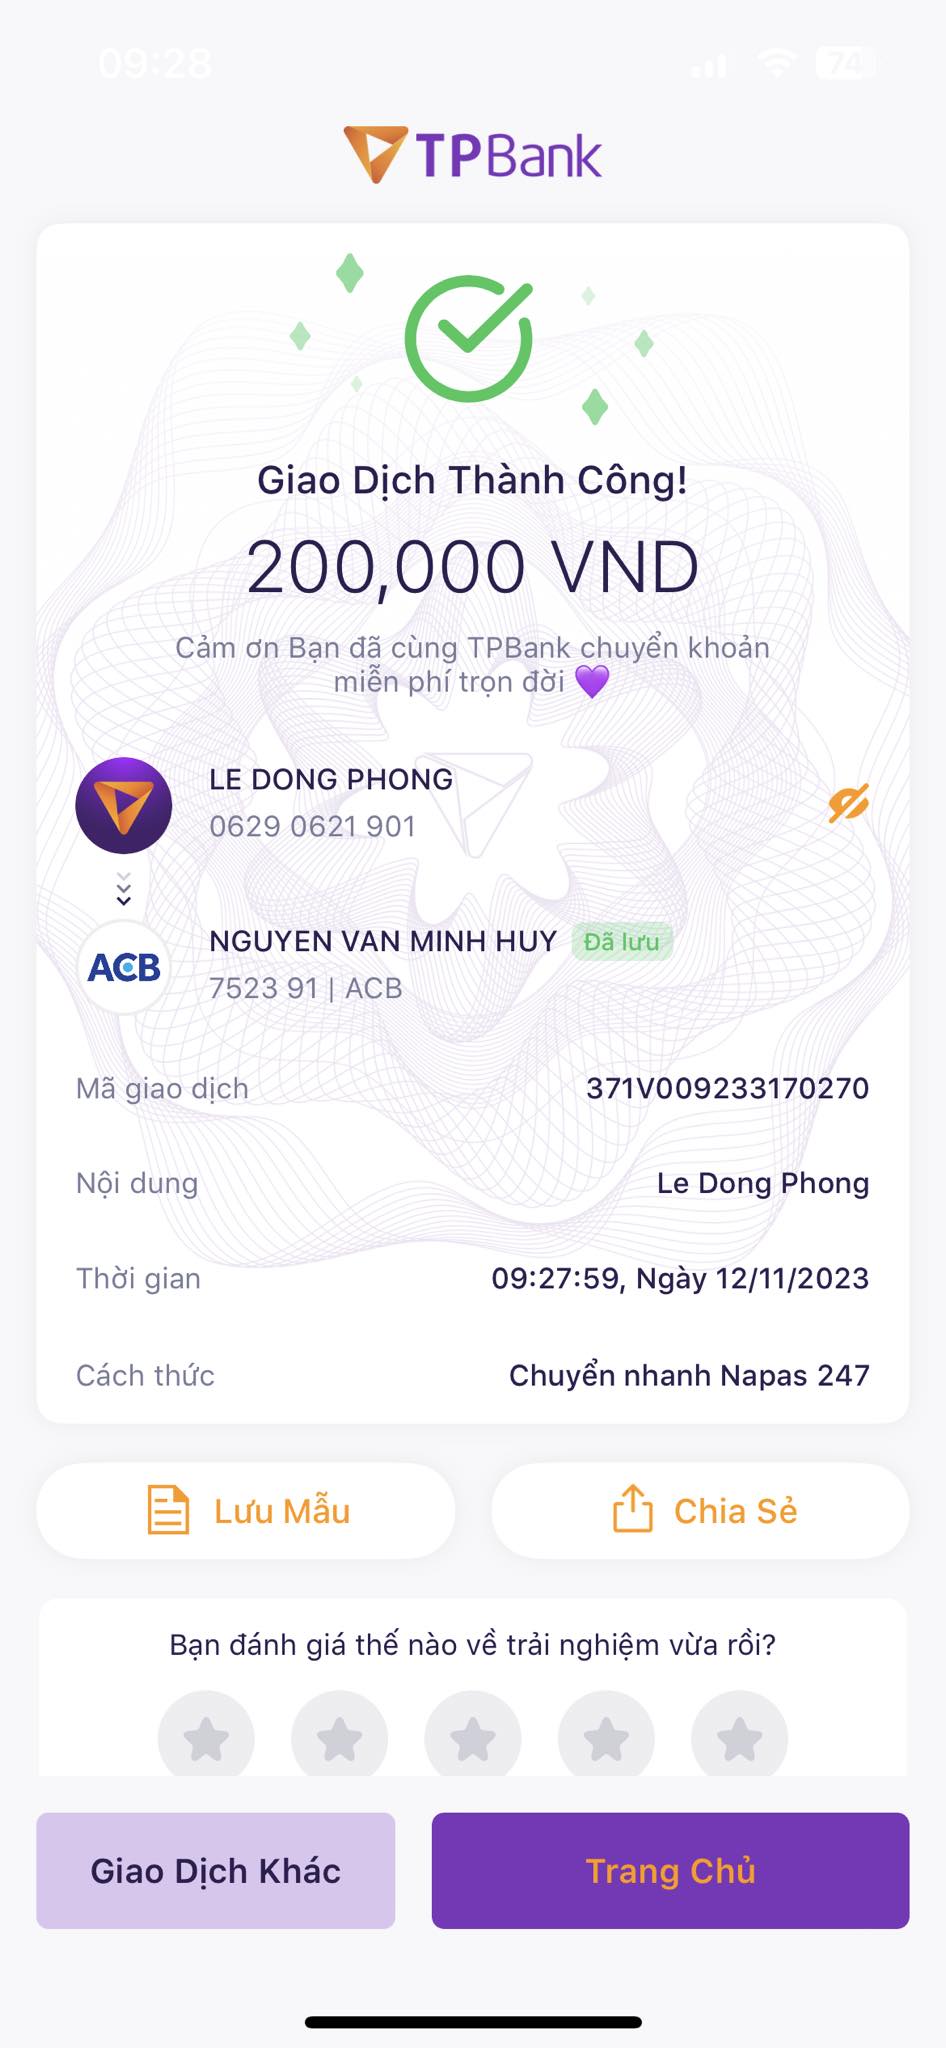 09:28
74
TPBank
Giao Dịch Thành Công!
200,000 VND
Cảm ơn Bạn đã cùng TPBank chuyển khoản
miễn phí trọn đời 💜
LE DONG PHONG
0629 0621 901
NGUYEN VAN MINH HUY Đã lưu
ACB
7523 91 | ACB
Mã giao dịch 371V009233170270
Nội dung Le Dong Phong
Thời gian 09:27:59, Ngày 12/11/2023
Cách thức Chuyển nhanh Napas 247
Lưu Mẫu Chia Sẻ
Bạn đánh giá thế nào về trải nghiệm vừa rồi?
Giao Dịch Khác Trang Chủ